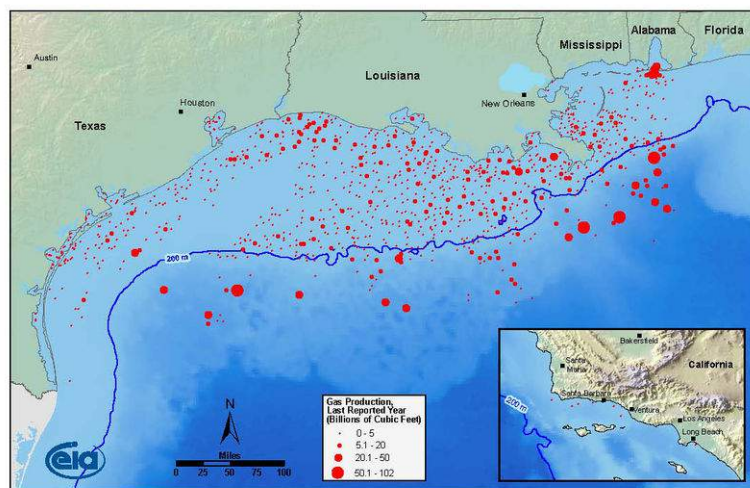 Austin
Texas
Houston
Louisiana
New Orleans
Mississippi
Alabama
Florida
200 m
200 m
N
0 25 50 100
Miles
eia
Gas Production,
Last Reported Year
(Billions of Cubic Feet)
0 - 5
5.1 - 20
20.1 - 50
50.1 - 102
Bakersfield
California
Santa
Maria
Santa Barbara
Ventura
Los Angeles
Long Beach